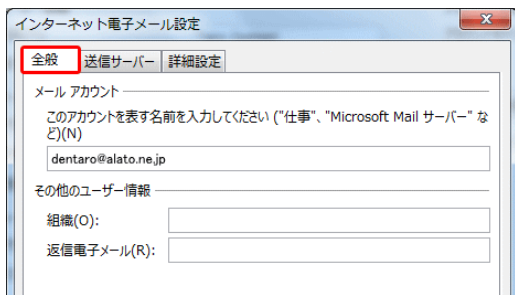 インターネット電子メール設定
全般 送信サーバー 詳細設定
メール アカウント
このアカウントを表す名前を入力してください ("仕事"、"Microsoft Mail サーバー" な
ど)(N)
dentaro@alato.ne.jp
その他のユーザー情報
組織(O):
返信電子メール(R):